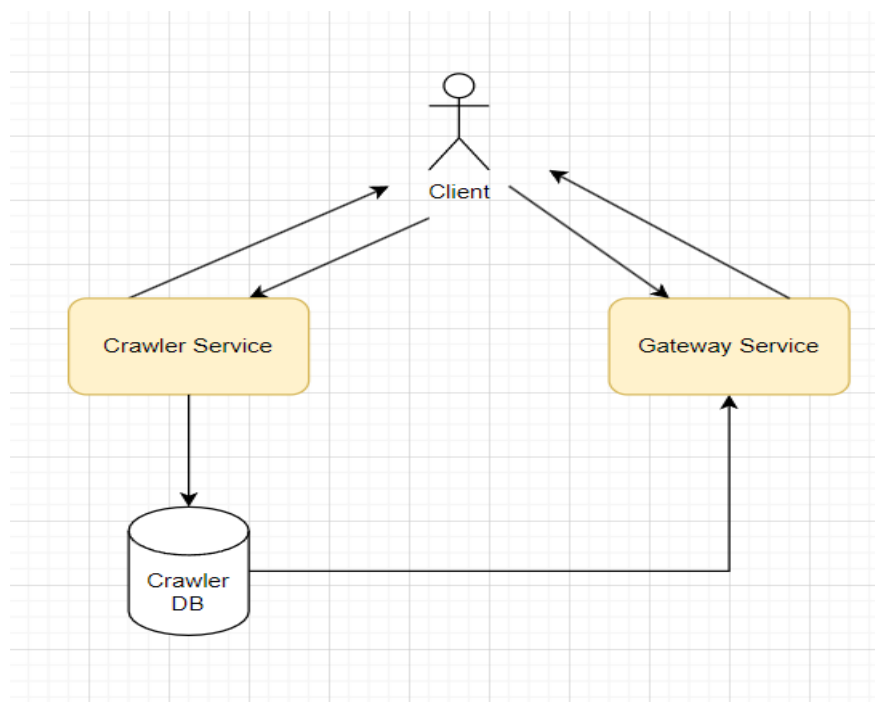 Client
Crawler Service
Gateway Service
Crawler
DB